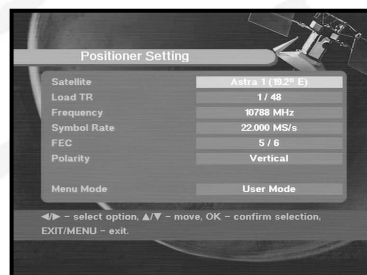 Positioner Setting
Satellite Astra 1 (19.2º E)
Load TR 1 / 48
Frequency 10788 MHz
Symbol Rate 22.000 MS/s
FEC 5 / 6
Polarity Vertical
Menu Mode User Mode
◀/▶ – select option, ▲/▼ – move, OK – confirm selection,
EXIT/MENU – exit.